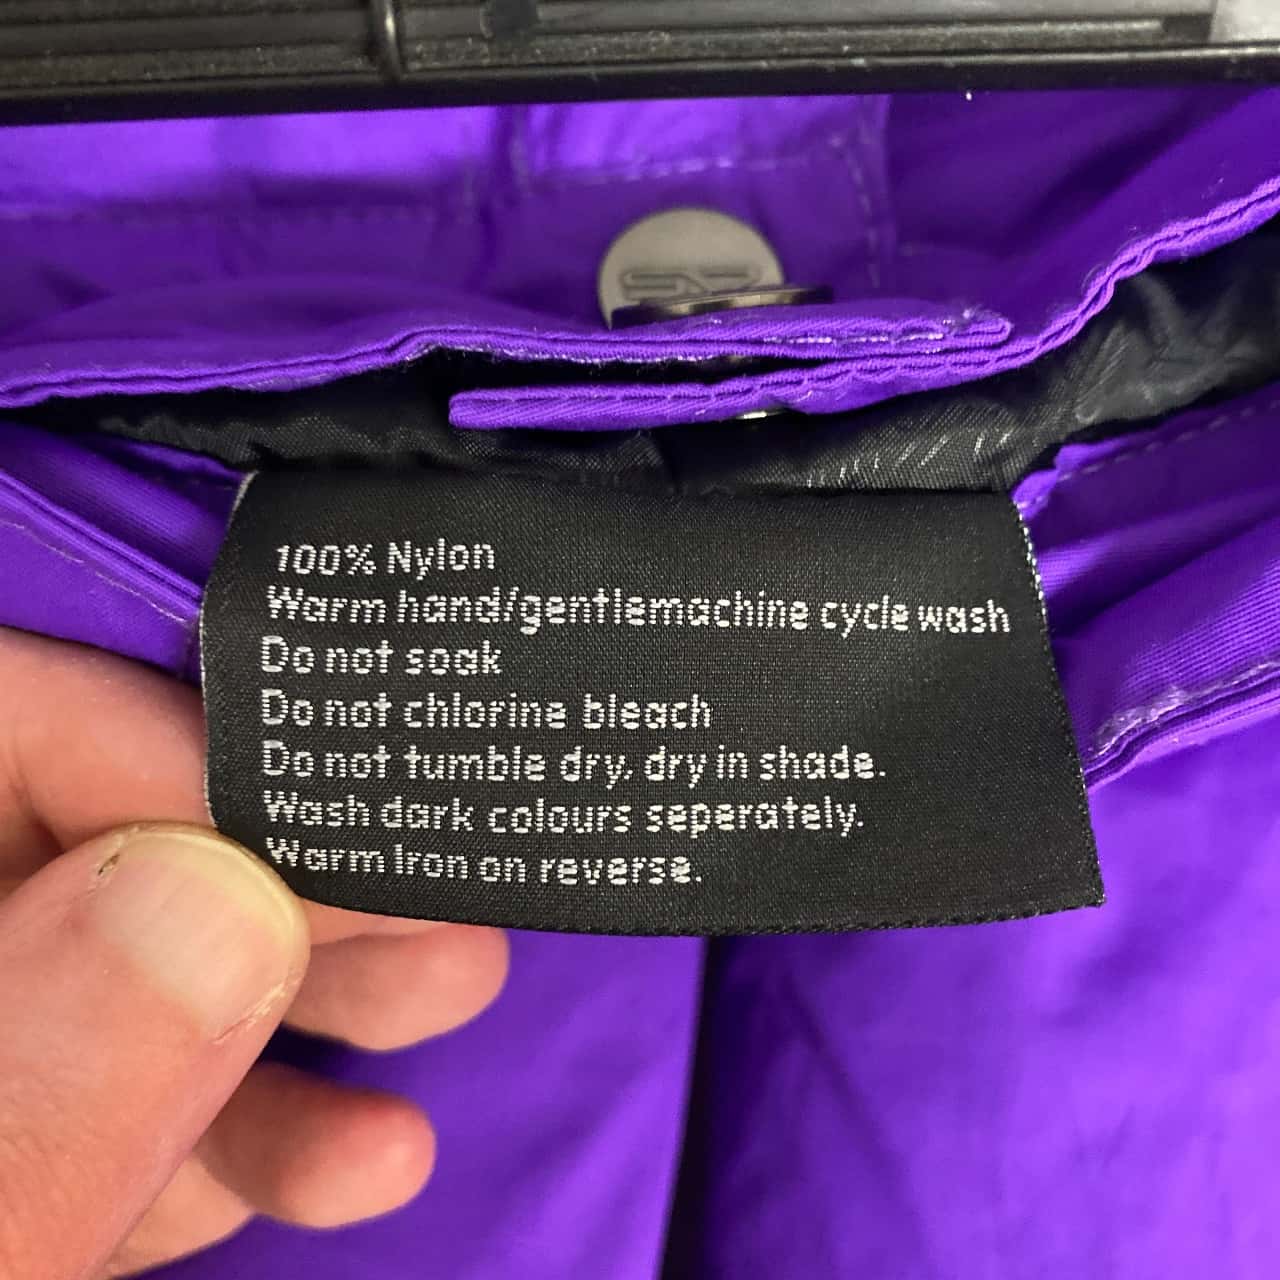 100% Nylon
Warm hand/gentlemachine cycle wash
Do not soak
Do not chlorine bleach
Do not tumble dry, dry in shade.
Wash dark colours seperately.
Warm Iron on reverse.